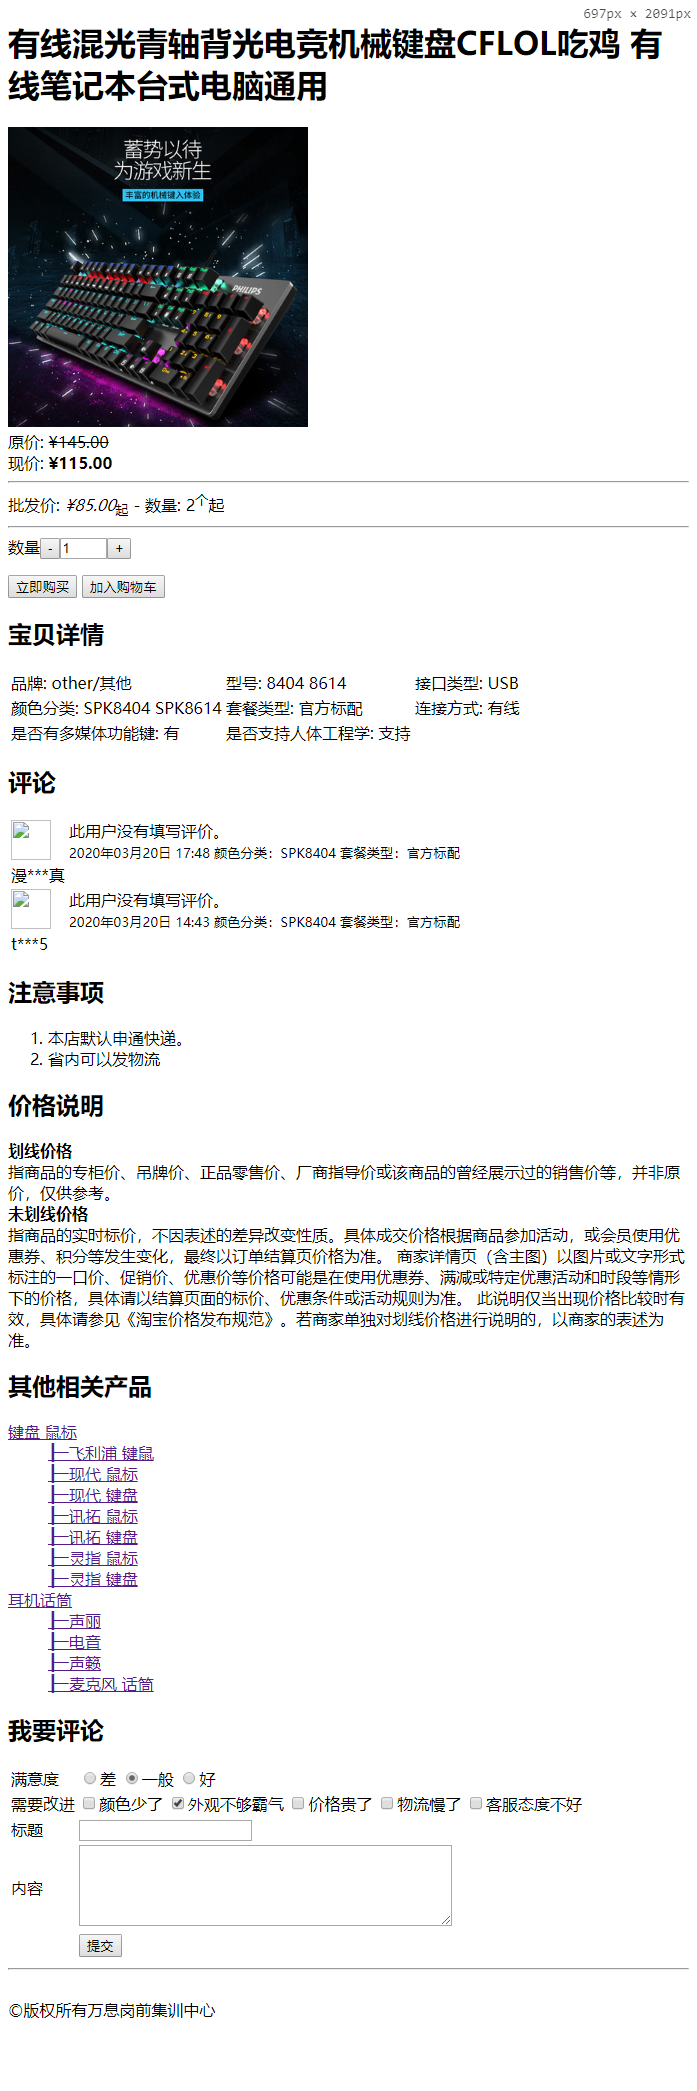 697px × 2091px
有线混光青轴背光电竞机械键盘CFLOL吃鸡 有
线笔记本台式电脑通用
蓄势以待
为游戏新生
丰富的机械键入体验
PHILIPS
原价: ¥145.00
现价: ¥115.00
批发价: ¥85.00起 - 数量: 2个起
数量 - 1 +
立即购买 加入购物车
宝贝详情
品牌: other/其他 型号: 8404 8614 接口类型: USB
颜色分类: SPK8404 SPK8614 套餐类型: 官方标配 连接方式: 有线
是否有多媒体功能键: 有 是否支持人体工程学: 支持
评论
此用户没有填写评价。
2020年03月20日 17:48 颜色分类：SPK8404 套餐类型：官方标配
漫***真
此用户没有填写评价。
2020年03月20日 14:43 颜色分类：SPK8404 套餐类型：官方标配
t***5
注意事项
1. 本店默认申通快递。
2. 省内可以发物流
价格说明
划线价格
指商品的专柜价、吊牌价、正品零售价、厂商指导价或该商品的曾经展示过的销售价等，并非原
价，仅供参考。
未划线价格
指商品的实时标价，不因表述的差异改变性质。具体成交价格根据商品参加活动，或会员使用优
惠券、积分等发生变化，最终以订单结算页价格为准。 商家详情页（含主图）以图片或文字形式
标注的一口价、促销价、优惠价等价格可能是在使用优惠券、满减或特定优惠活动和时段等情形
下的价格，具体请以结算页面的标价、优惠条件或活动规则为准。 此说明仅当出现价格比较时有
效，具体请参见《淘宝价格发布规范》。若商家单独对划线价格进行说明的，以商家的表述为
准。
其他相关产品
键盘 鼠标
├─飞利浦 键鼠
├─现代 鼠标
├─现代 键盘
├─讯拓 鼠标
├─讯拓 键盘
├─灵指 鼠标
├─灵指 键盘
耳机话筒
├─声丽
├─电音
├─声籁
├─麦克风 话筒
我要评论
满意度 差 一般 好
需要改进 颜色少了 外观不够霸气 价格贵了 物流慢了 客服态度不好
标题
内容
提交
©版权所有万息岗前集训中心